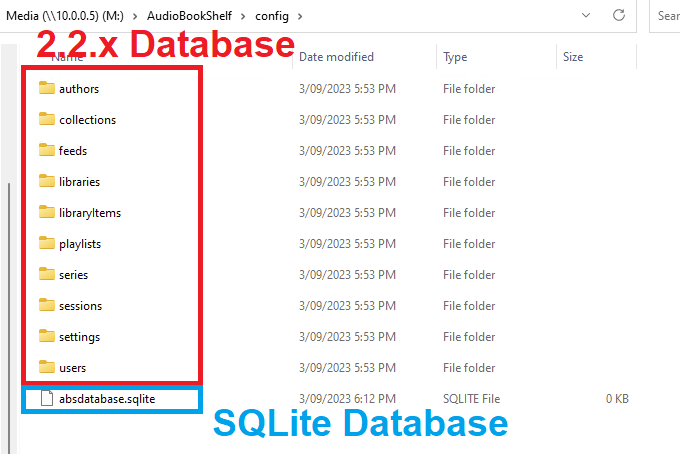 Media (\\10.0.0.5) (M:) > AudioBookShelf > config >
Sear
2.2.x Database
Name Date modified Type Size
authors 3/09/2023 5:53 PM File folder
collections 3/09/2023 5:53 PM File folder
feeds 3/09/2023 5:53 PM File folder
libraries 3/09/2023 5:53 PM File folder
libraryItems 3/09/2023 5:53 PM File folder
playlists 3/09/2023 5:53 PM File folder
series 3/09/2023 5:53 PM File folder
sessions 3/09/2023 5:53 PM File folder
settings 3/09/2023 5:53 PM File folder
users 3/09/2023 5:53 PM File folder
absdatabase.sqlite 3/09/2023 6:12 PM SQLITE File 0 KB
SQLite Database